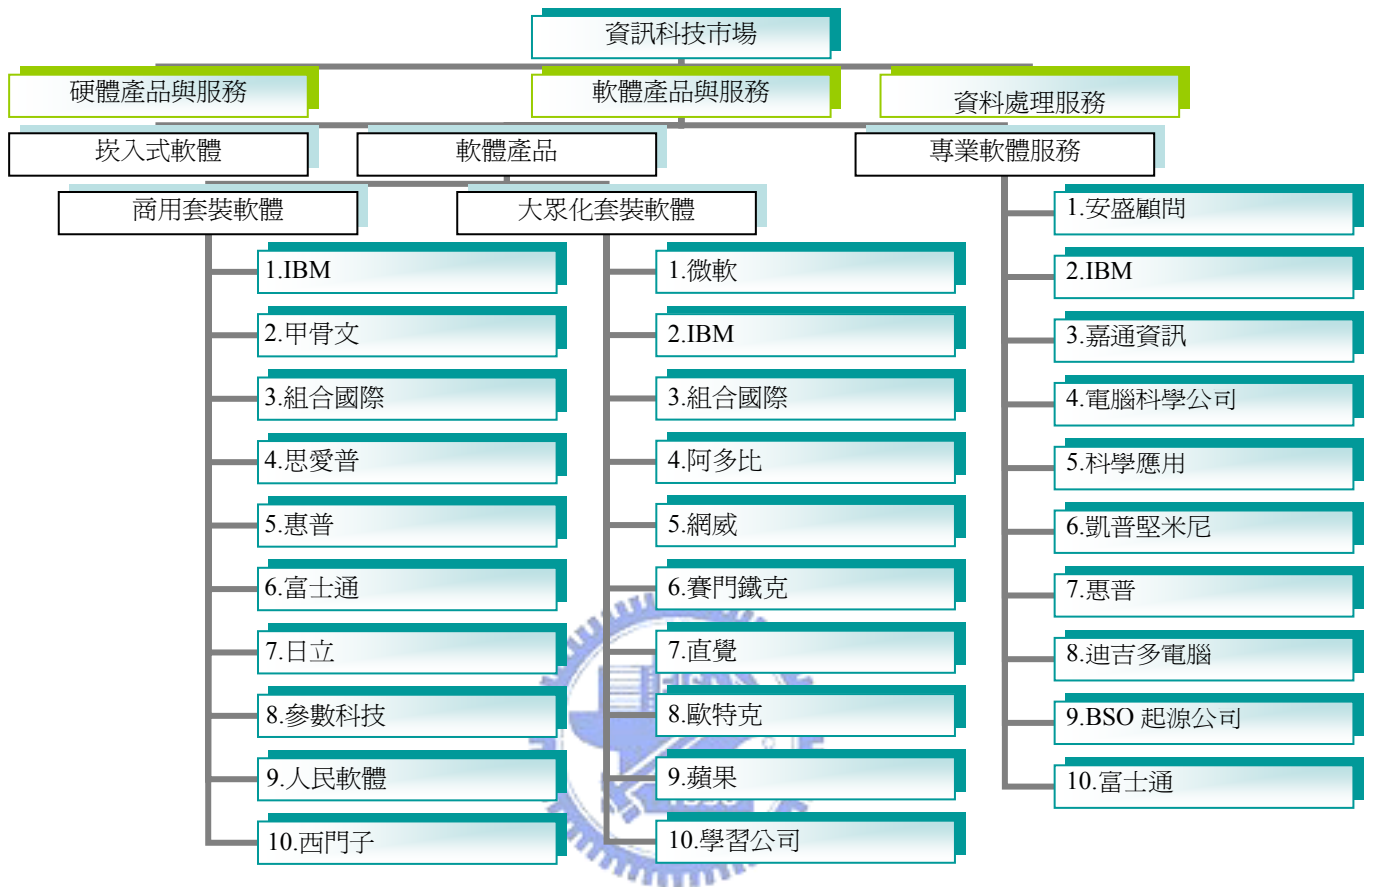 資訊科技市場
硬體產品與服務
軟體產品與服務
資料處理服務
崁入式軟體
軟體產品
專業軟體服務
商用套裝軟體
大眾化套裝軟體
1.IBM
2.甲骨文
3.組合國際
4.思愛普
5.惠普
6.富士通
7.日立
8.參數科技
9.人民軟體
10.西門子
1.微軟
2.IBM
3.組合國際
4.阿多比
5.網威
6.賽門鐵克
7.直覺
8.歐特克
9.蘋果
10.學習公司
1.安盛顧問
2.IBM
3.嘉通資訊
4.電腦科學公司
5.科學應用
6.凱普堅米尼
7.惠普
8.迪吉多電腦
9.BSO 起源公司
10.富士通